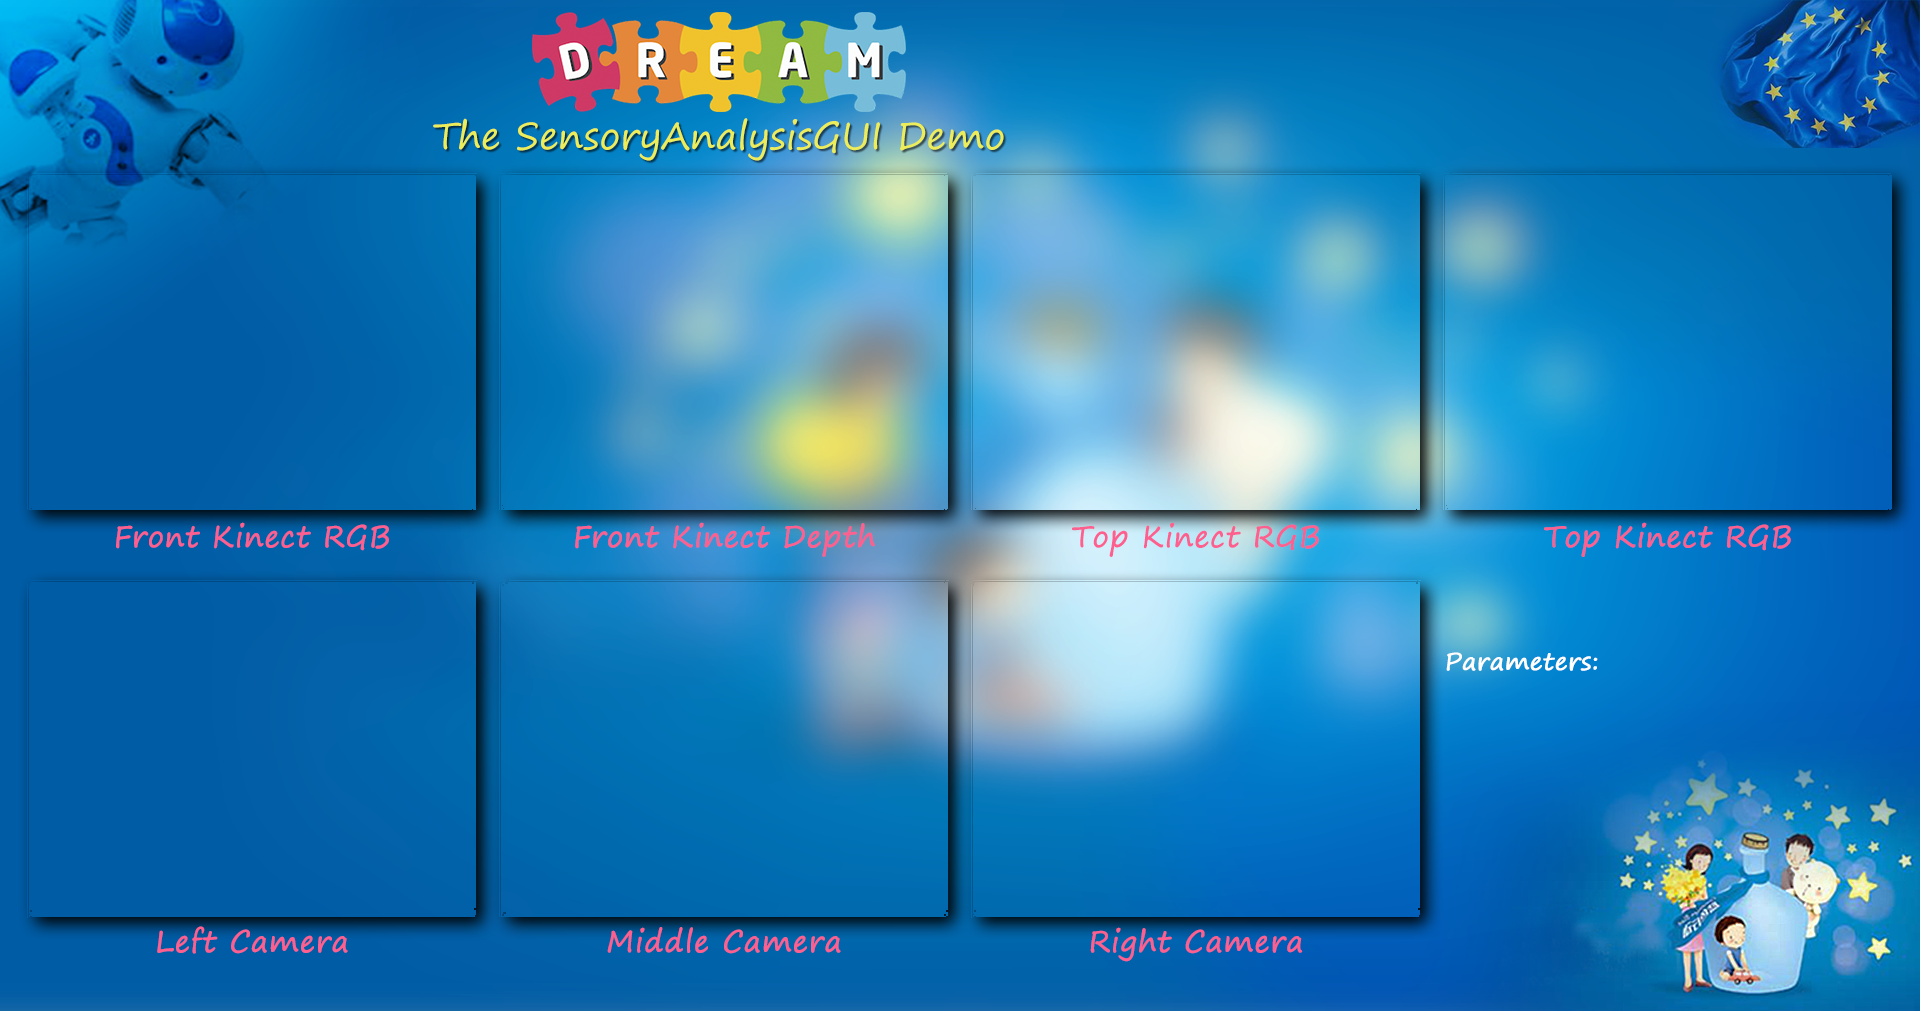 DREAM
The SensoryAnalysisGUI Demo
Front Kinect RGB
Front Kinect Depth
Top Kinect RGB
Top Kinect RGB
Left Camera
Middle Camera
Right Camera
Parameters: